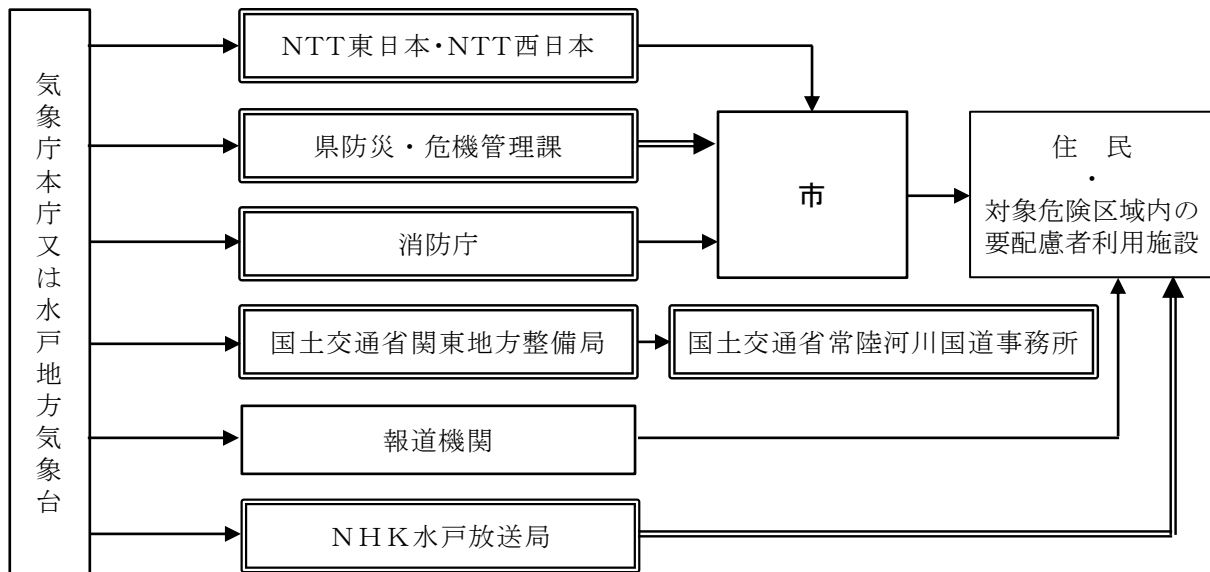 気象庁本庁又は水戸地方気象台
NTT東日本・NTT西日本
県防災・危機管理課
消防庁
国土交通省関東地方整備局
国土交通省常陸河川国道事務所
報道機関
NHK水戸放送局
市
住　民
・
対象危険区域内の
要配慮者利用施設